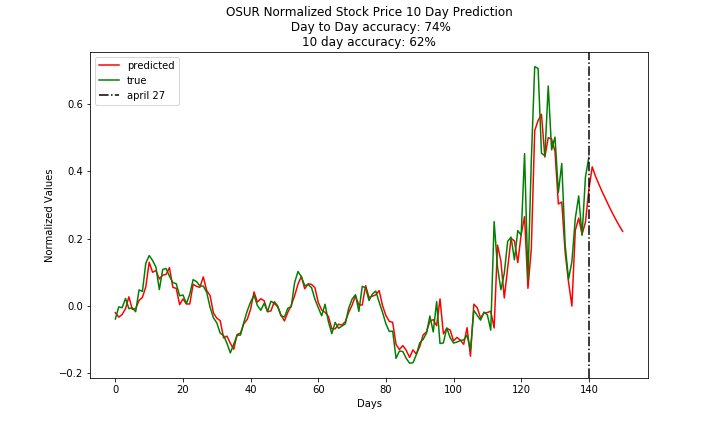 OSUR Normalized Stock Price 10 Day Prediction
Day to Day accuracy: 74%
10 day accuracy: 62%
predicted
true
april 27
Normalized Values
0.6
0.4
0.2
0.0
−0.2
0 20 40 60 80 100 120 140
Days